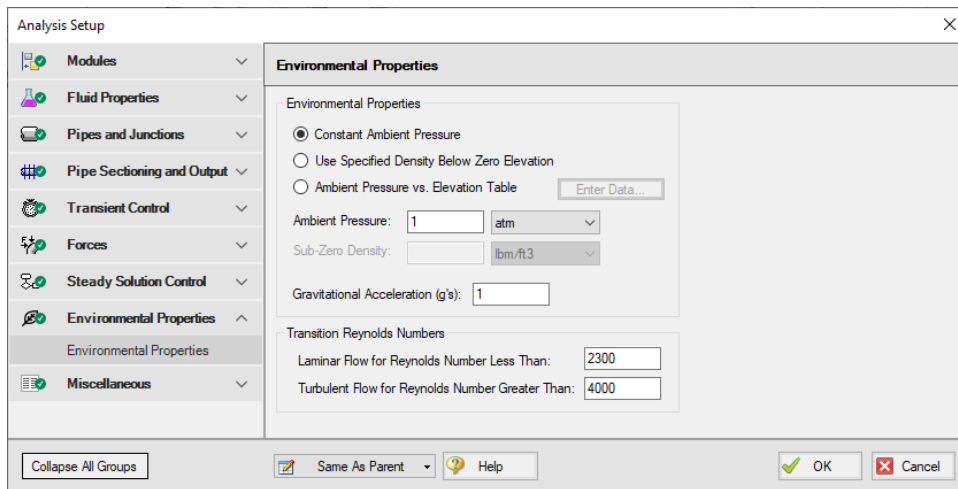 Analysis Setup
Modules
Fluid Properties
Pipes and Junctions
Pipe Sectioning and Output
Transient Control
Forces
Steady Solution Control
Environmental Properties
Environmental Properties
Miscellaneous
Collapse All Groups
Environmental Properties
Environmental Properties
Constant Ambient Pressure
Use Specified Density Below Zero Elevation
Ambient Pressure vs. Elevation Table Enter Data...
Ambient Pressure: 1 atm
Sub-Zero Density: lbm/ft3
Gravitational Acceleration (g's): 1
Transition Reynolds Numbers
Laminar Flow for Reynolds Number Less Than: 2300
Turbulent Flow for Reynolds Number Greater Than: 4000
Same As Parent Help OK Cancel